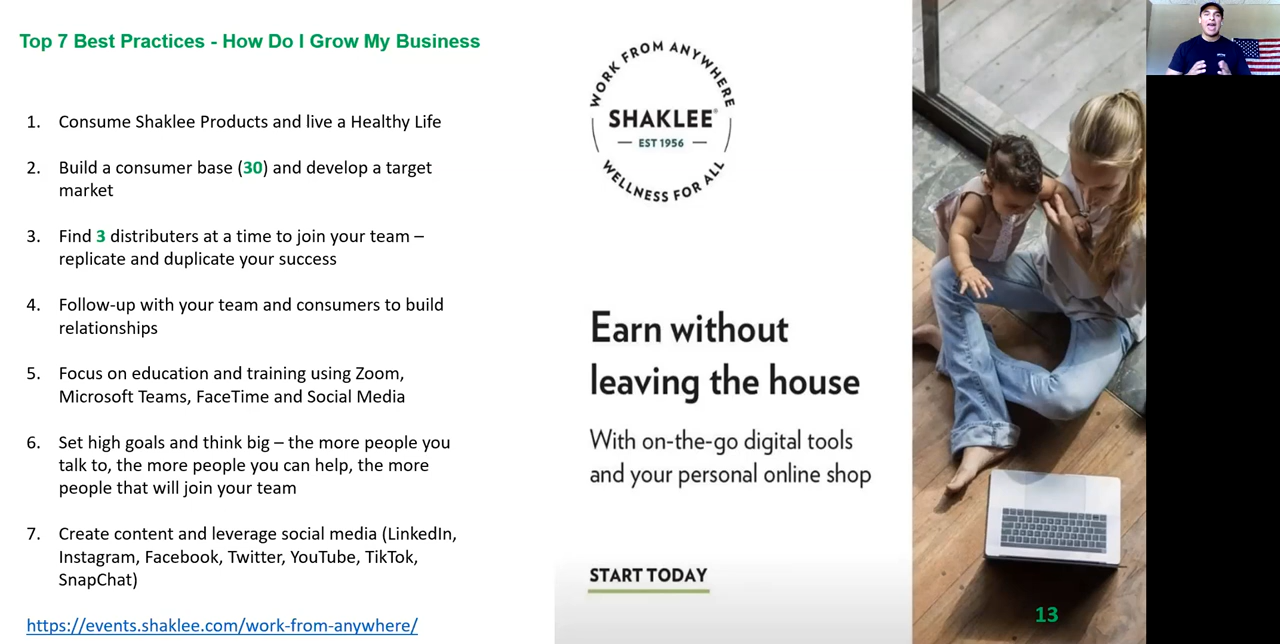 Top 7 Best Practices - How Do I Grow My Business
1. Consume Shaklee Products and live a Healthy Life
2. Build a consumer base (30) and develop a target
market
3. Find 3 distributers at a time to join your team –
replicate and duplicate your success
4. Follow-up with your team and consumers to build
relationships
5. Focus on education and training using Zoom,
Microsoft Teams, FaceTime and Social Media
6. Set high goals and think big – the more people you
talk to, the more people you can help, the more
people that will join your team
7. Create content and leverage social media (LinkedIn,
Instagram, Facebook, Twitter, YouTube, TikTok,
SnapChat)
https://events.shaklee.com/work-from-anywhere/
WORK FROM ANYWHERE
SHAKLEE®
EST 1956
WELLNESS FOR ALL
Earn without
leaving the house
With on-the-go digital tools
and your personal online shop
START TODAY
13